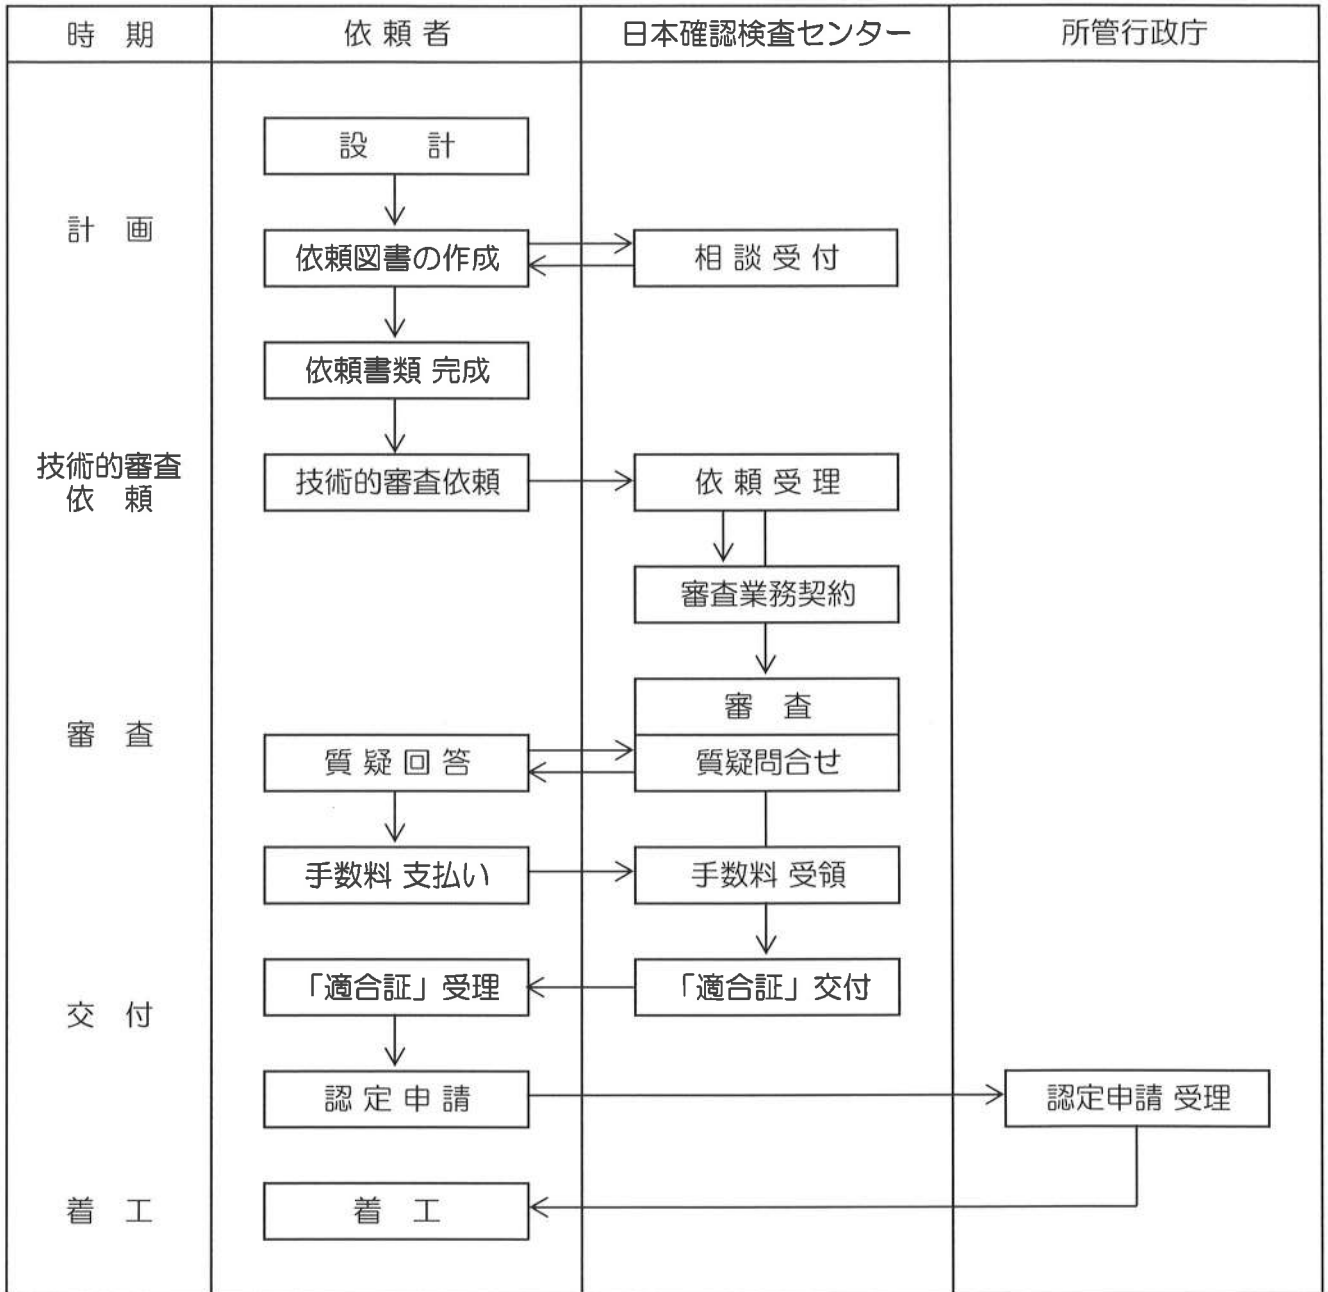 時 期
依 頼 者
日本確認検査センター
所管行政庁
設 計
計 画
依頼図書の作成
相 談 受 付
依頼書類 完成
技術的審査
依 頼
技術的審査依頼
依 頼 受 理
審査業務契約
審 査
審 査
質 疑 回 答
質疑問合せ
手数料 支払い
手数料 受領
「適合証」受理
「適合証」交付
交 付
認 定 申 請
認定申請 受理
着 工
着 工